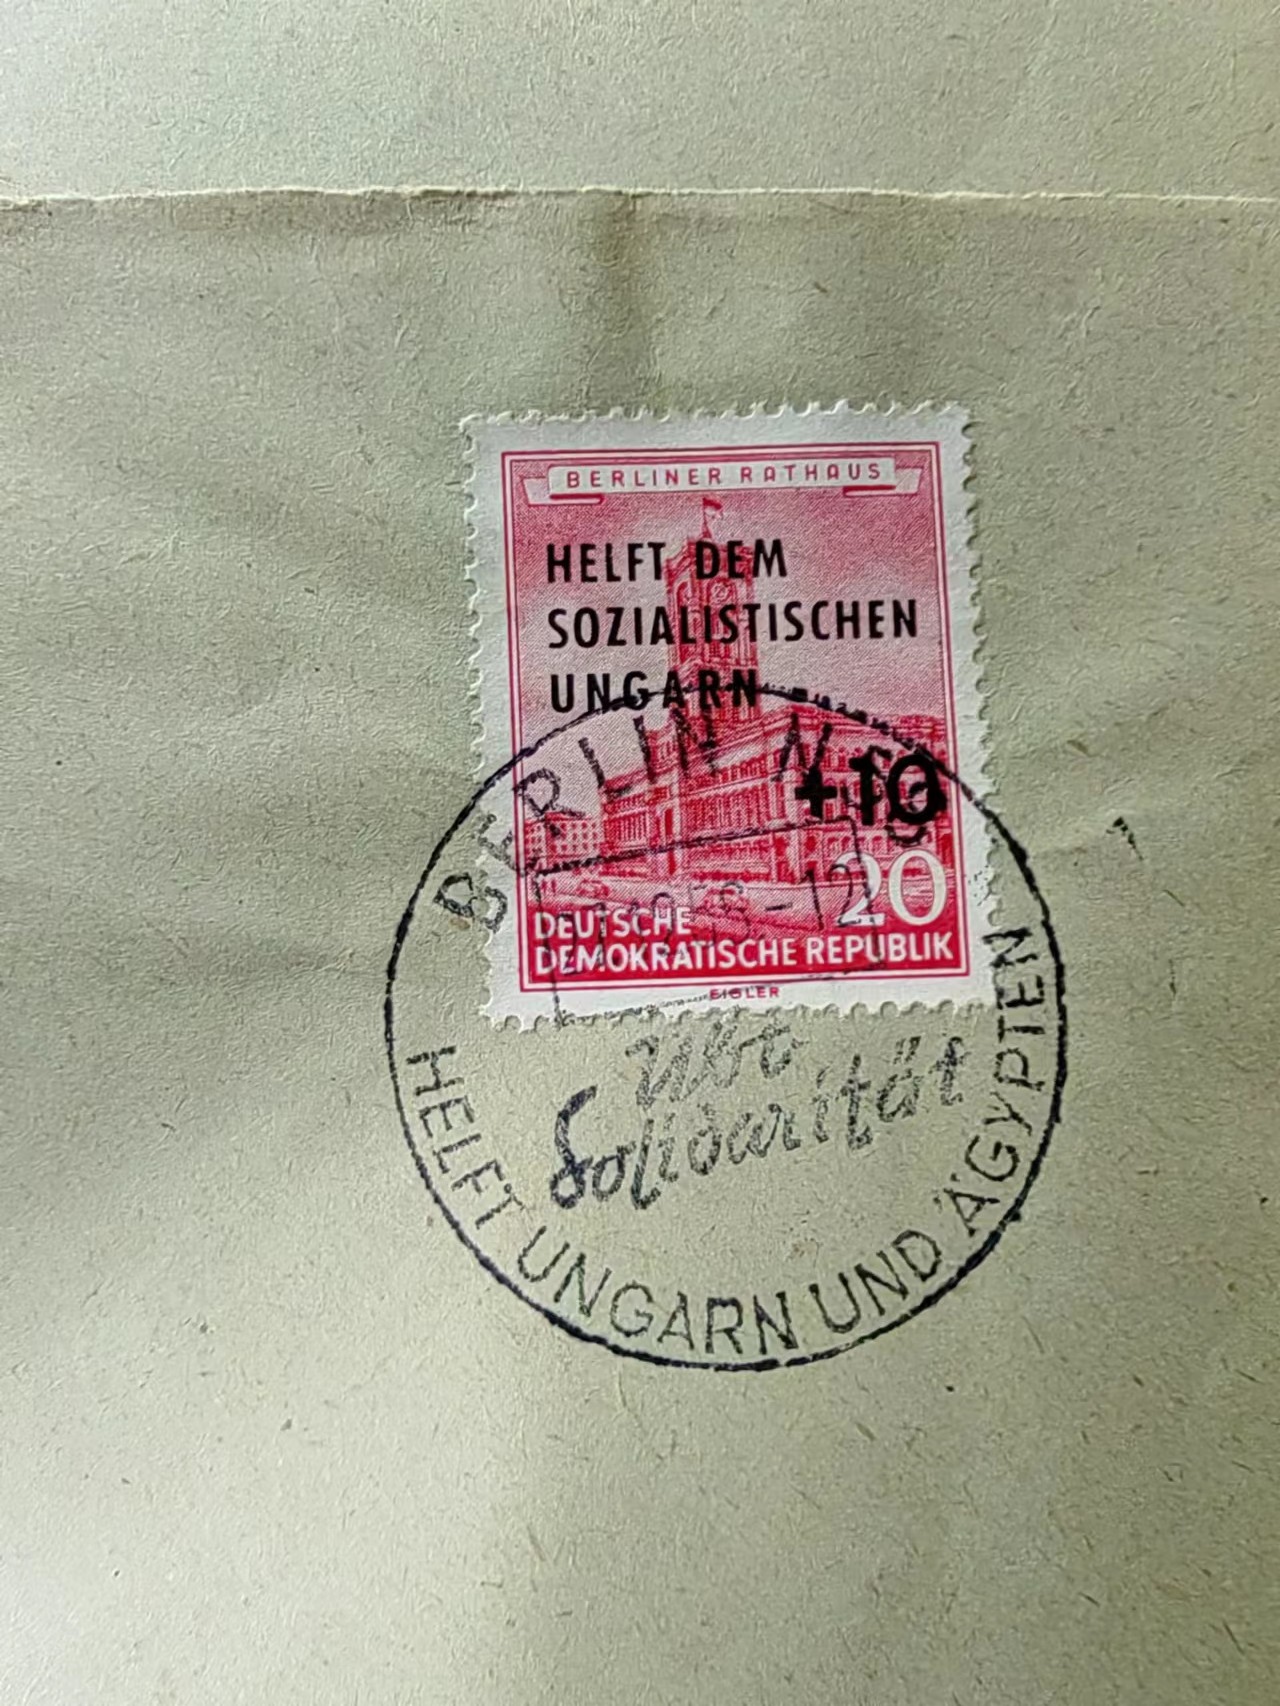 BERLINER RATHAUS
HELFT DEM
SOZIALISTISCHEN
UNGARN
+10
20
DEUTSCHE
DEMOKRATISCHE REPUBLIK
EIGLER
BERLIN N
Übt
Solidarität
HELFT UNGARN UND ÄGYPTEN